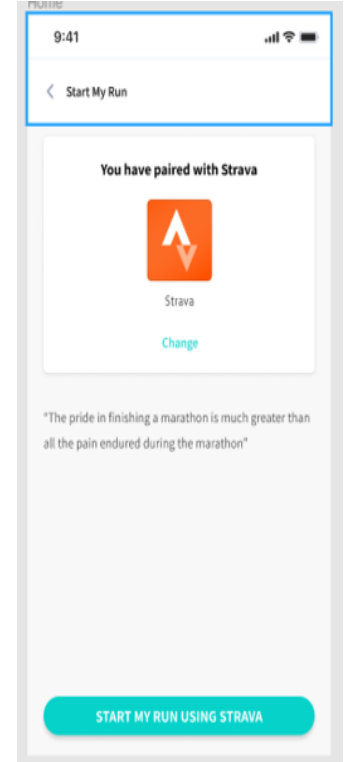 Home
9:41
Start My Run
You have paired with Strava
Strava
Change
"The pride in finishing a marathon is much greater than
all the pain endured during the marathon"
START MY RUN USING STRAVA